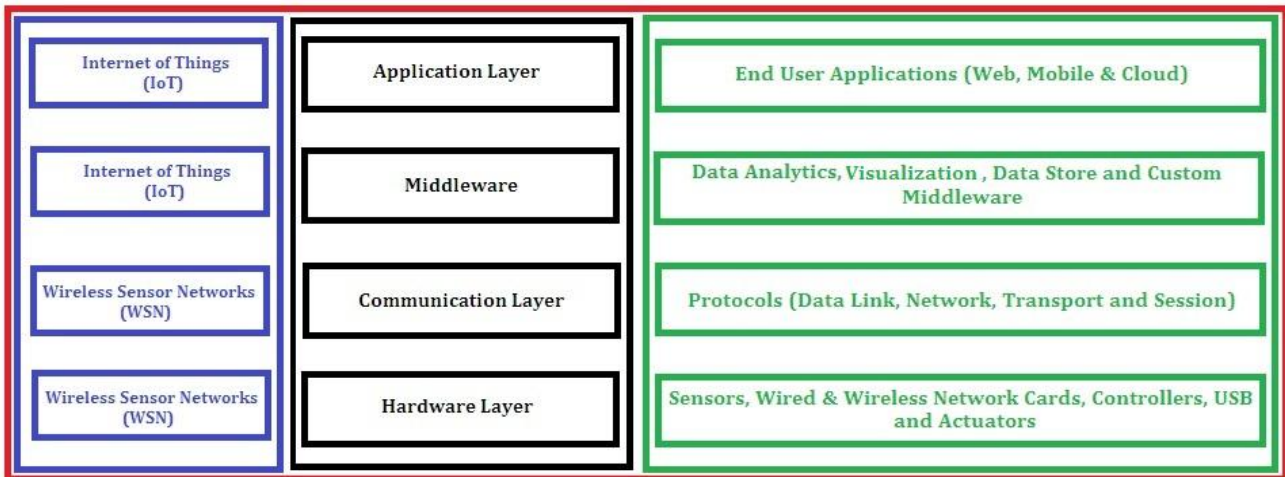 Internet of Things
(IoT)
Application Layer
End User Applications (Web, Mobile & Cloud)
Internet of Things
(IoT)
Middleware
Data Analytics, Visualization , Data Store and Custom
Middleware
Wireless Sensor Networks
(WSN)
Communication Layer
Protocols (Data Link, Network, Transport and Session)
Wireless Sensor Networks
(WSN)
Hardware Layer
Sensors, Wired & Wireless Network Cards, Controllers, USB
and Actuators